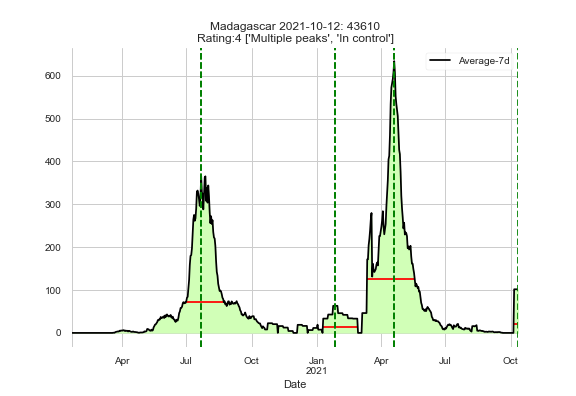 Madagascar 2021-10-12: 43610
Rating:4 ['Multiple peaks', 'In control']
Average-7d
600
500
400
300
200
100
0
Apr Jul Oct Jan Apr Jul Oct
2021
Date